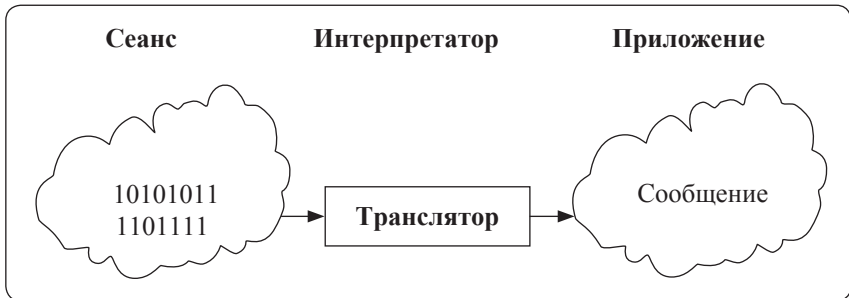 Сеанс Интерпретатор Приложение
10101011
1101111
Транслятор
Сообщение